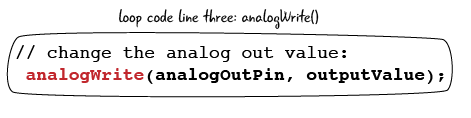 loop code line three: analogWrite()
// change the analog out value:
analogWrite(analogOutPin, outputValue);